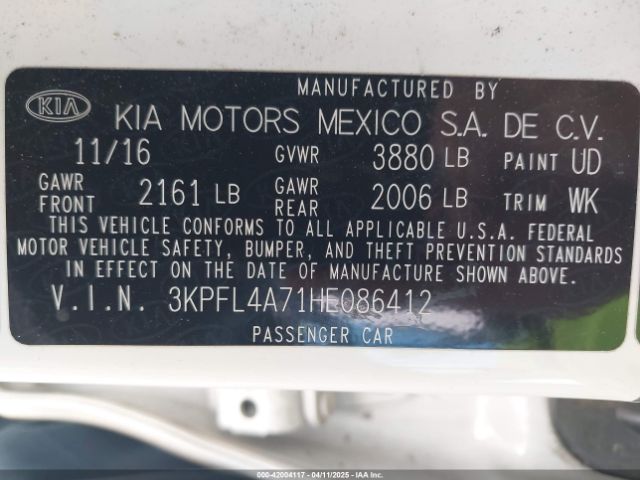 MANUFACTURED BY
KIA KIA MOTORS MEXICO S.A. DE C.V.
11/16 GVWR 3880 LB PAINT UD
GAWR FRONT 2161 LB GAWR REAR 2006 LB TRIM WK
THIS VEHICLE CONFORMS TO ALL APPLICABLE U.S.A. FEDERAL
MOTOR VEHICLE SAFETY, BUMPER, AND THEFT PREVENTION STANDARDS
IN EFFECT ON THE DATE OF MANUFACTURE SHOWN ABOVE.
V.I.N. 3KPFL4A71HE086412
PASSENGER CAR
000-42004117 - 04/11/2025 - IAAI.COM